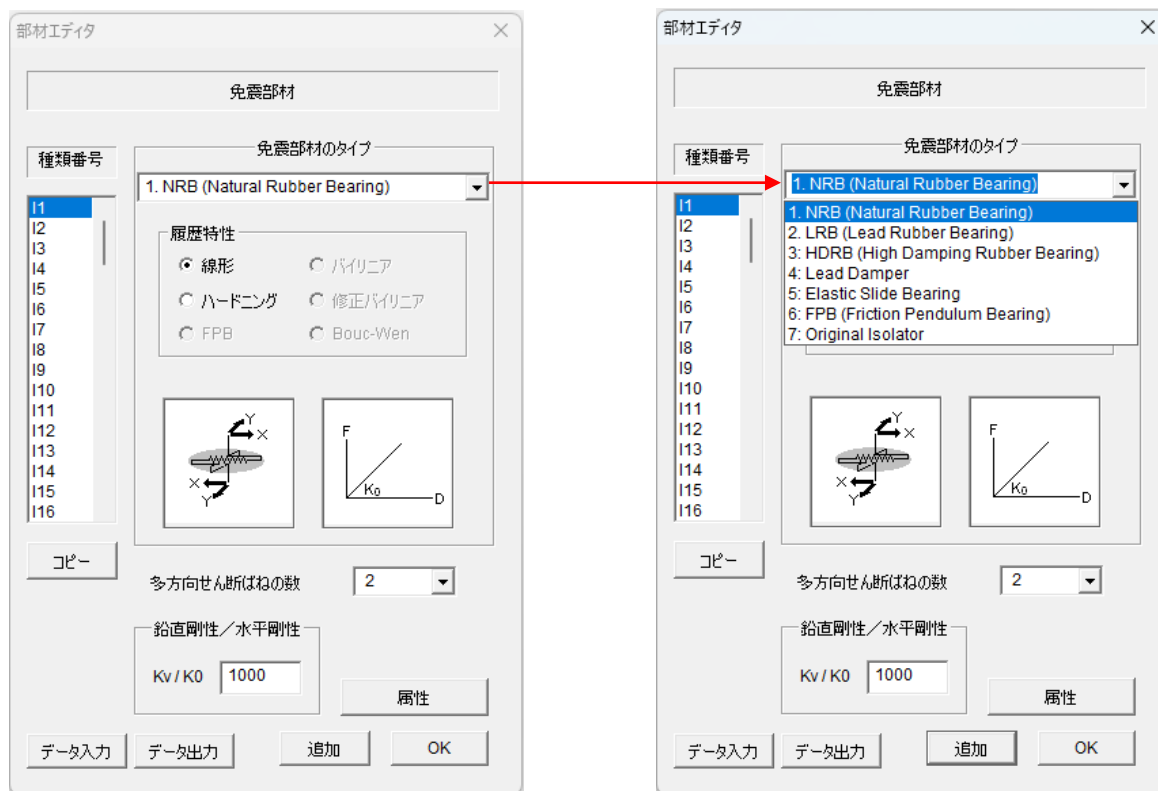 部材エディタ
免震部材
種類番号
免震部材のタイプ
1. NRB (Natural Rubber Bearing)
I1
I2
I3
I4
I5
I6
I7
I8
I9
I10
I11
I12
I13
I14
I15
I16
履歴特性
線形
バイリニア
ハードニング
修正バイリニア
FPB
Bouc-Wen
Y
X
X
Y
F
K0
D
コピー
多方向せん断ばねの数
2
鉛直剛性／水平剛性
Kv / K0
1000
属性
データ入力
データ出力
追加
OK
部材エディタ
免震部材
種類番号
免震部材のタイプ
1. NRB (Natural Rubber Bearing)
1. NRB (Natural Rubber Bearing)
2. LRB (Lead Rubber Bearing)
3: HDRB (High Damping Rubber Bearing)
4: Lead Damper
5: Elastic Slide Bearing
6: FPB (Friction Pendulum Bearing)
7: Original Isolator
I1
I2
I3
I4
I5
I6
I7
I8
I9
I10
I11
I12
I13
I14
I15
I16
Y
X
X
Y
F
K0
D
コピー
多方向せん断ばねの数
2
鉛直剛性／水平剛性
Kv / K0
1000
属性
データ入力
データ出力
追加
OK